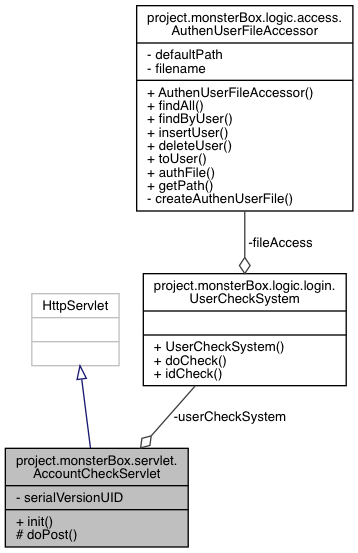 project.monsterBox.logic.access.
AuthenUserFileAccessor
- defaultPath
- filename
+ AuthenUserFileAccessor()
+ findAll()
+ findByUser()
+ insertUser()
+ deleteUser()
+ toUser()
+ authFile()
+ getPath()
- createAuthenUserFile()
-fileAccess
project.monsterBox.logic.login.
UserCheckSystem
+ UserCheckSystem()
+ doCheck()
+ idCheck()
HttpServlet
-userCheckSystem
project.monsterBox.servlet.
AccountCheckServlet
- serialVersionUID
+ init()
# doPost()